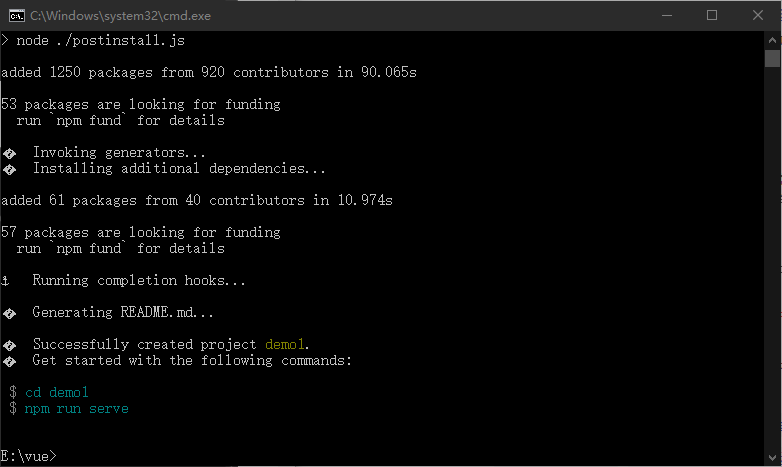 C:\Windows\system32\cmd.exe
> node ./postinstall.js
added 1250 packages from 920 contributors in 90.065s
53 packages are looking for funding
run `npm fund` for details
� Invoking generators...
� Installing additional dependencies...
added 61 packages from 40 contributors in 10.974s
57 packages are looking for funding
run `npm fund` for details
⚓ Running completion hooks...
� Generating README.md...
� Successfully created project demo1.
� Get started with the following commands:
$ cd demo1
$ npm run serve
E:\vue>